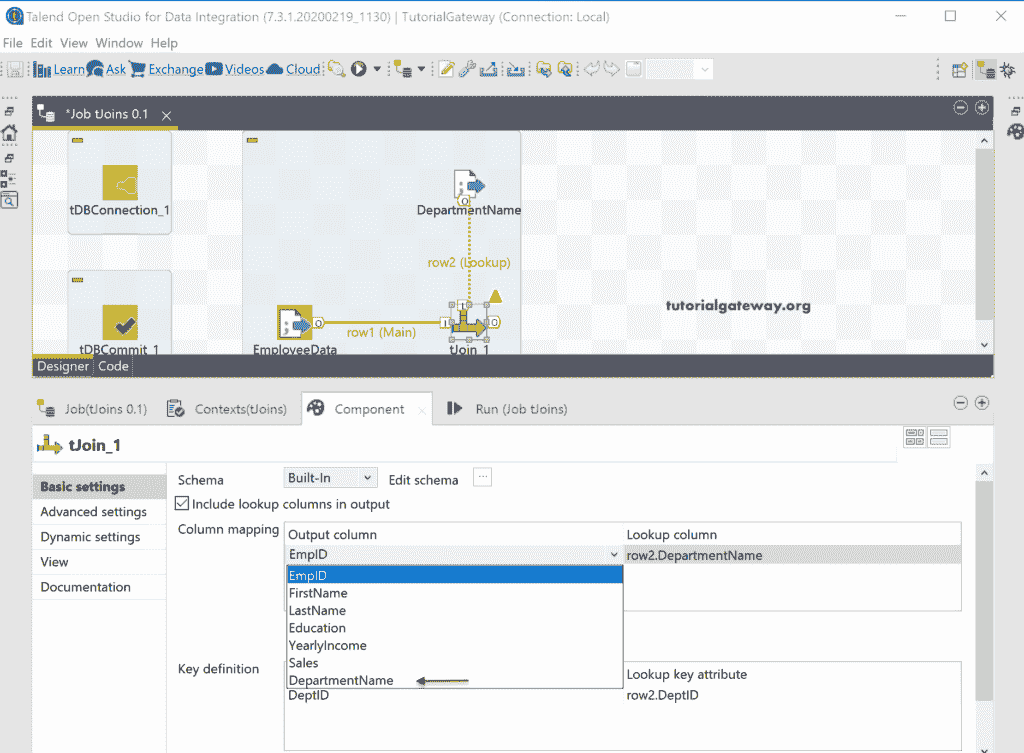 Talend Open Studio for Data Integration (7.3.1.20200219_1130) | TutorialGateway (Connection: Local)
File Edit View Window Help
Learn Ask Exchange Videos Cloud
*Job tJoins 0.1
tDBConnection_1
DepartmentName
row2 (Lookup)
tutorialgateway.org
row1 (Main)
tDBCommit_1
EmployeeData
tJoin_1
Designer Code
Job(tJoins 0.1) Contexts(tJoins) Component Run (Job tJoins)
tJoin_1
Basic settings
Advanced settings
Dynamic settings
View
Documentation
Schema Built-In Edit schema ...
Include lookup columns in output
Column mapping
Output column Lookup column
EmpID row2.DepartmentName
EmpID
FirstName
LastName
Education
YearlyIncome
Sales
DepartmentName
Key definition
Lookup key attribute
DeptID row2.DeptID